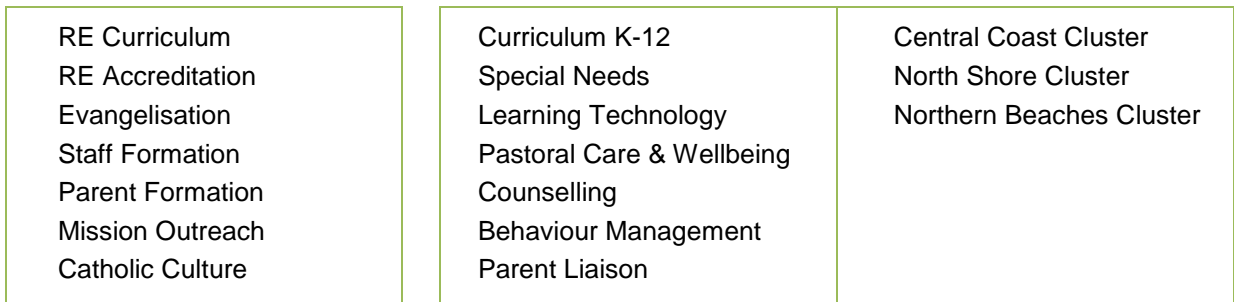 RE Curriculum
RE Accreditation
Evangelisation
Staff Formation
Parent Formation
Mission Outreach
Catholic Culture
Curriculum K-12
Special Needs
Learning Technology
Pastoral Care & Wellbeing
Counselling
Behaviour Management
Parent Liaison
Central Coast Cluster
North Shore Cluster
Northern Beaches Cluster